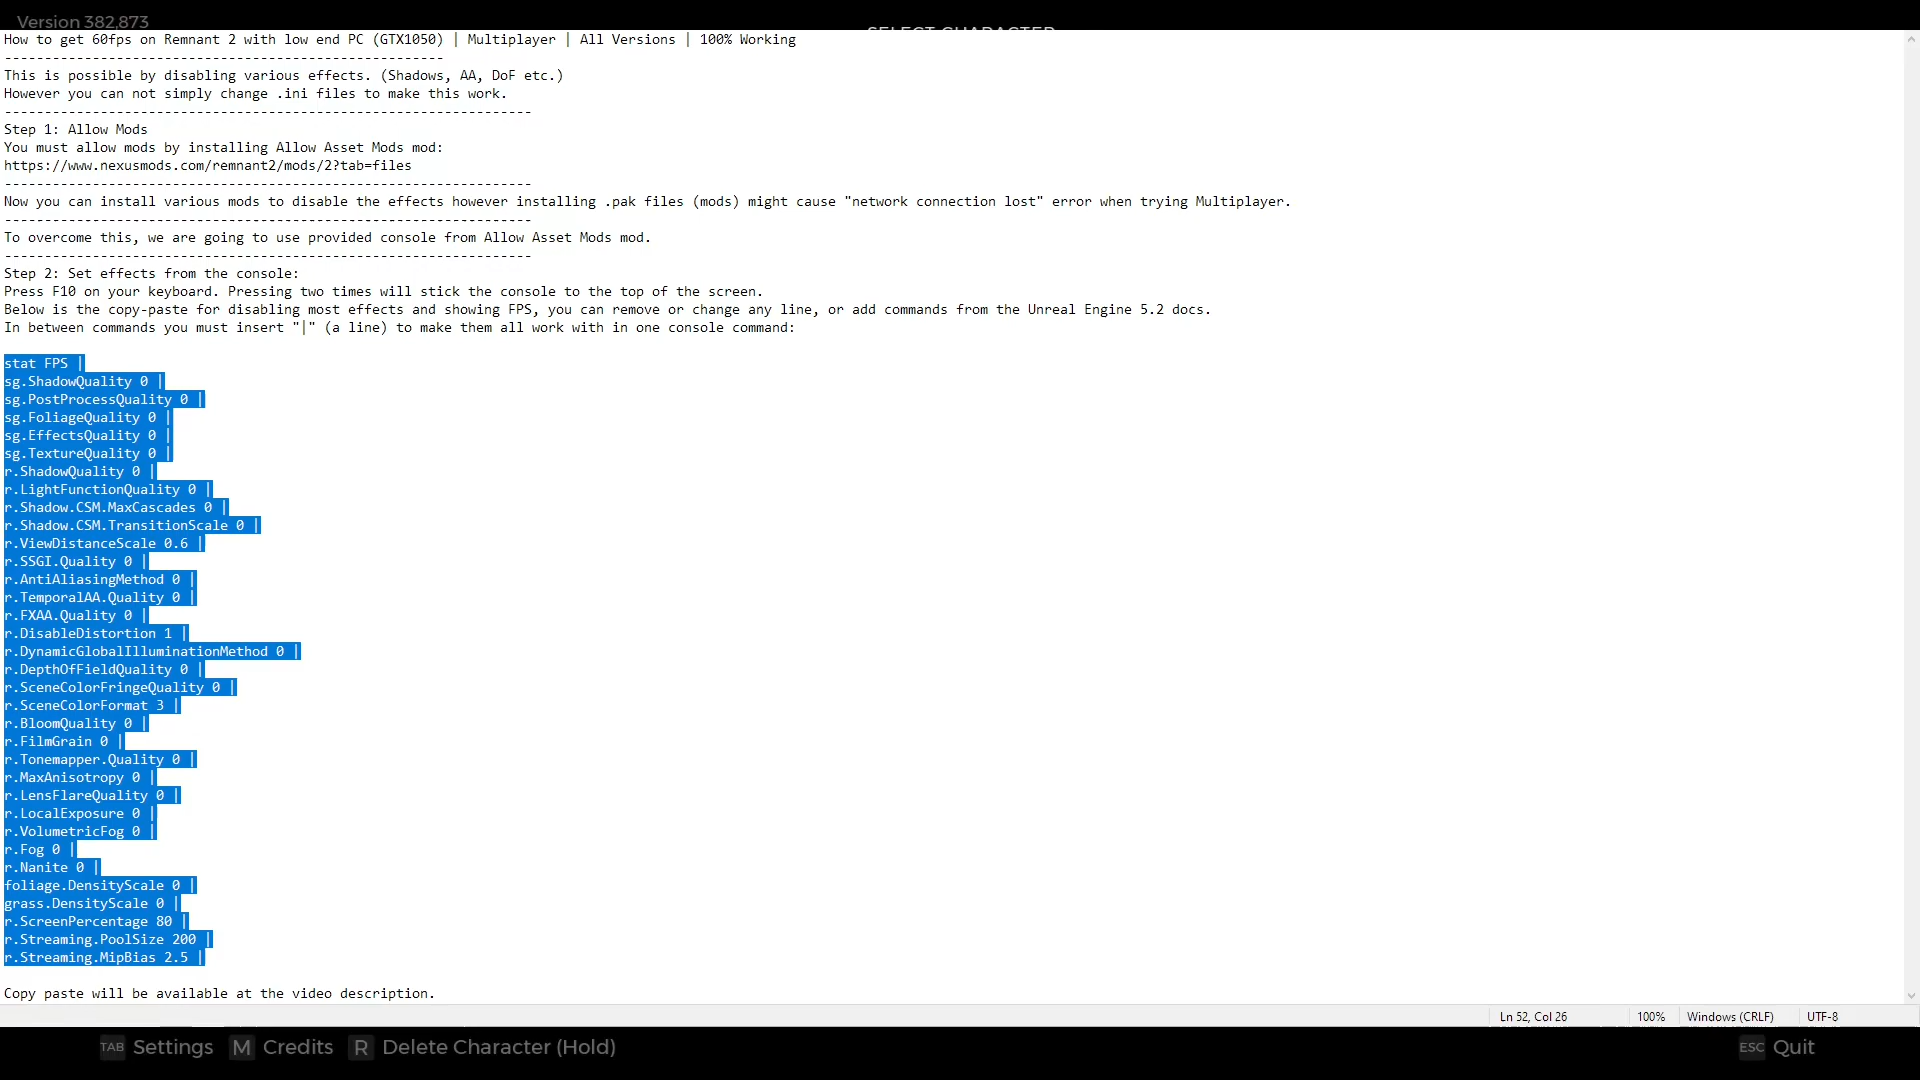 Version 382,873
SELECT CHARACTER
How to get 60fps on Remnant 2 with low end PC (GTX1050) | Multiplayer | All Versions | 100% Working
-------------------------------------------------------
This is possible by disabling various effects. (Shadows, AA, DoF etc.)
However you can not simply change .ini files to make this work.
------------------------------------------------------------------
Step 1: Allow Mods
You must allow mods by installing Allow Asset Mods mod:
https://www.nexusmods.com/remnant2/mods/2?tab=files
------------------------------------------------------------------
Now you can install various mods to disable the effects however installing .pak files (mods) might cause "network connection lost" error when trying Multiplayer.
------------------------------------------------------------------
To overcome this, we are going to use provided console from Allow Asset Mods mod.
------------------------------------------------------------------
Step 2: Set effects from the console:
Press F10 on your keyboard. Pressing two times will stick the console to the top of the screen.
Below is the copy-paste for disabling most effects and showing FPS, you can remove or change any line, or add commands from the Unreal Engine 5.2 docs.
In between commands you must insert "|" (a line) to make them all work with in one console command:
stat FPS |
sg.ShadowQuality 0 |
sg.PostProcessQuality 0 |
sg.FoliageQuality 0 |
sg.EffectsQuality 0 |
sg.TextureQuality 0 |
r.ShadowQuality 0 |
r.LightFunctionQuality 0 |
r.Shadow.CSM.MaxCascades 0 |
r.Shadow.CSM.TransitionScale 0 |
r.ViewDistanceScale 0.6 |
r.SSGI.Quality 0 |
r.AntiAliasingMethod 0 |
r.TemporalAA.Quality 0 |
r.FXAA.Quality 0 |
r.DisableDistortion 1 |
r.DynamicGlobalIlluminationMethod 0 |
r.DepthOfFieldQuality 0 |
r.SceneColorFringeQuality 0 |
r.SceneColorFormat 3 |
r.BloomQuality 0 |
r.FilmGrain 0 |
r.Tonemapper.Quality 0 |
r.MaxAnisotropy 0 |
r.LensFlareQuality 0 |
r.LocalExposure 0 |
r.VolumetricFog 0 |
r.Fog 0 |
r.Nanite 0 |
foliage.DensityScale 0 |
grass.DensityScale 0 |
r.ScreenPercentage 80 |
r.Streaming.PoolSize 200 |
r.Streaming.MipBias 2.5 |
Copy paste will be available at the video description.
Ln 52, Col 26 100% Windows (CRLF) UTF-8
TAB Settings M Credits R Delete Character (Hold) ESC Quit